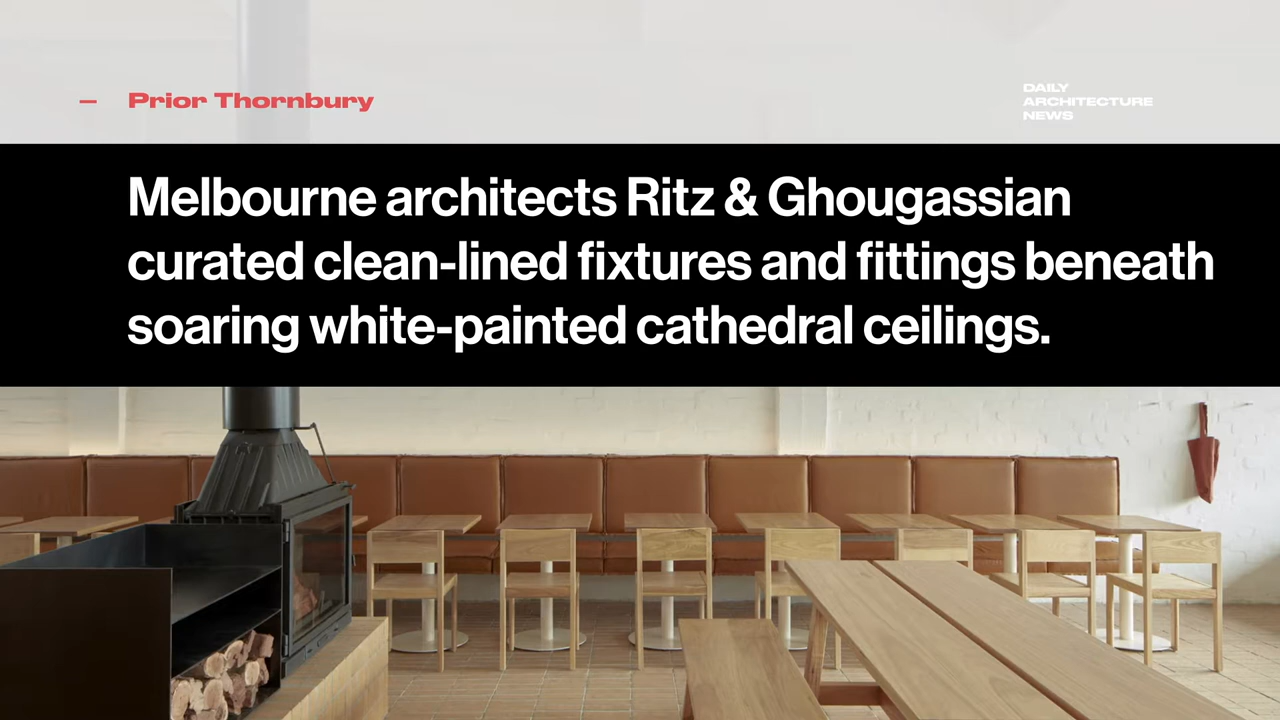 — Prior Thornbury
DAILY
ARCHITECTURE
NEWS
Melbourne architects Ritz & Ghougassian
curated clean-lined fixtures and fittings beneath
soaring white-painted cathedral ceilings.